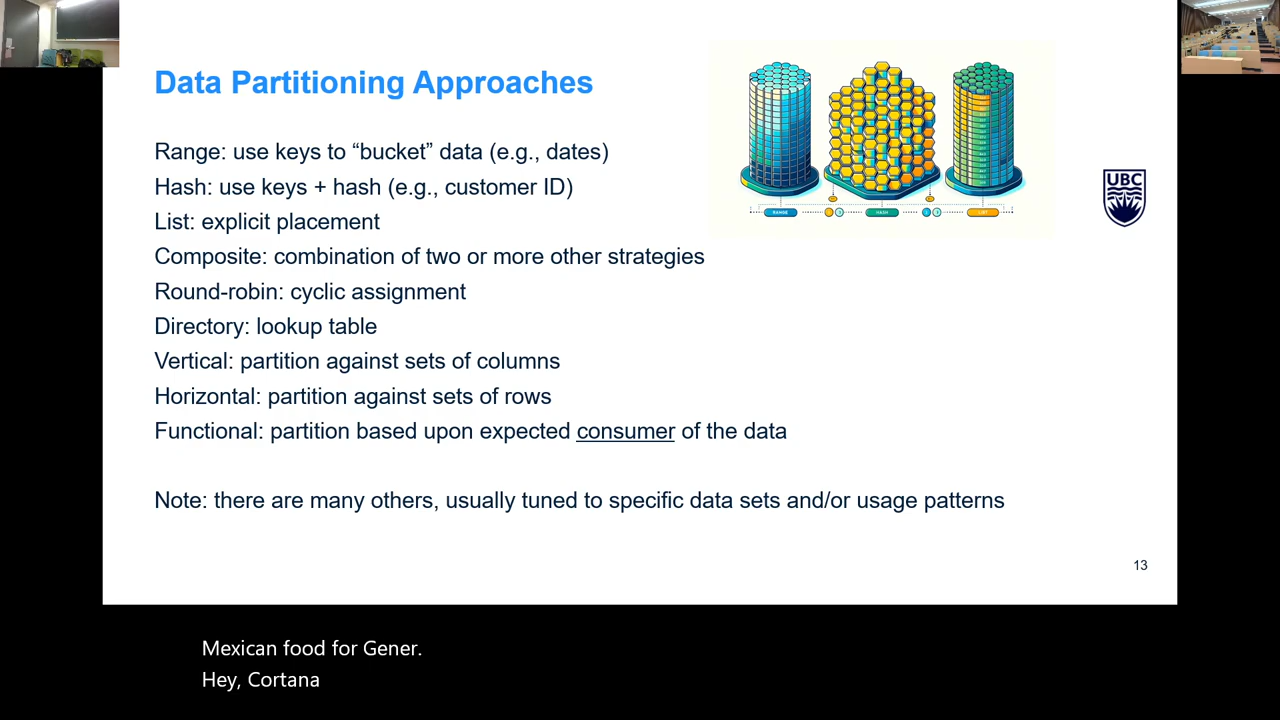 Data Partitioning Approaches
Range: use keys to “bucket” data (e.g., dates)
Hash: use keys + hash (e.g., customer ID)
List: explicit placement
Composite: combination of two or more other strategies
Round-robin: cyclic assignment
Directory: lookup table
Vertical: partition against sets of columns
Horizontal: partition against sets of rows
Functional: partition based upon expected consumer of the data
Note: there are many others, usually tuned to specific data sets and/or usage patterns
RANGE
HASH
LIST
UBC
13
Mexican food for Gener.
Hey, Cortana